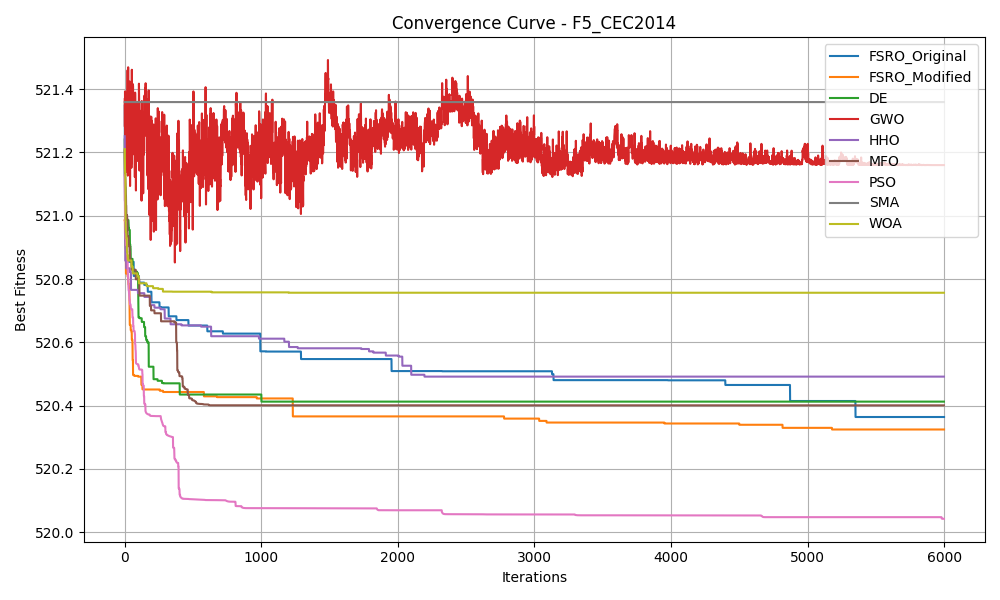 Convergence Curve - F5_CEC2014
Best Fitness
521.4
521.2
521.0
520.8
520.6
520.4
520.2
520.0
0
1000
2000
3000
4000
5000
6000
Iterations
FSRO_Original
FSRO_Modified
DE
GWO
HHO
MFO
PSO
SMA
WOA